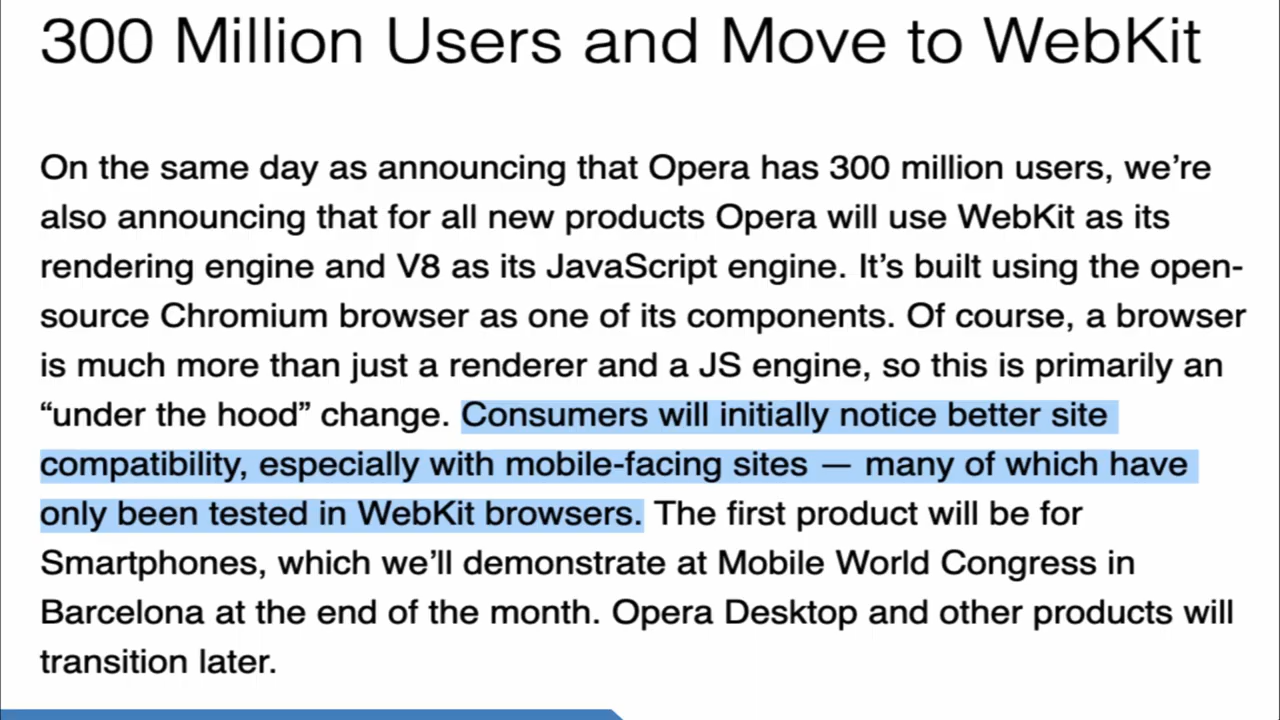 300 Million Users and Move to WebKit
On the same day as announcing that Opera has 300 million users, we’re
also announcing that for all new products Opera will use WebKit as its
rendering engine and V8 as its JavaScript engine. It’s built using the open-
source Chromium browser as one of its components. Of course, a browser
is much more than just a renderer and a JS engine, so this is primarily an
“under the hood” change. Consumers will initially notice better site
compatibility, especially with mobile-facing sites — many of which have
only been tested in WebKit browsers. The first product will be for
Smartphones, which we’ll demonstrate at Mobile World Congress in
Barcelona at the end of the month. Opera Desktop and other products will
transition later.